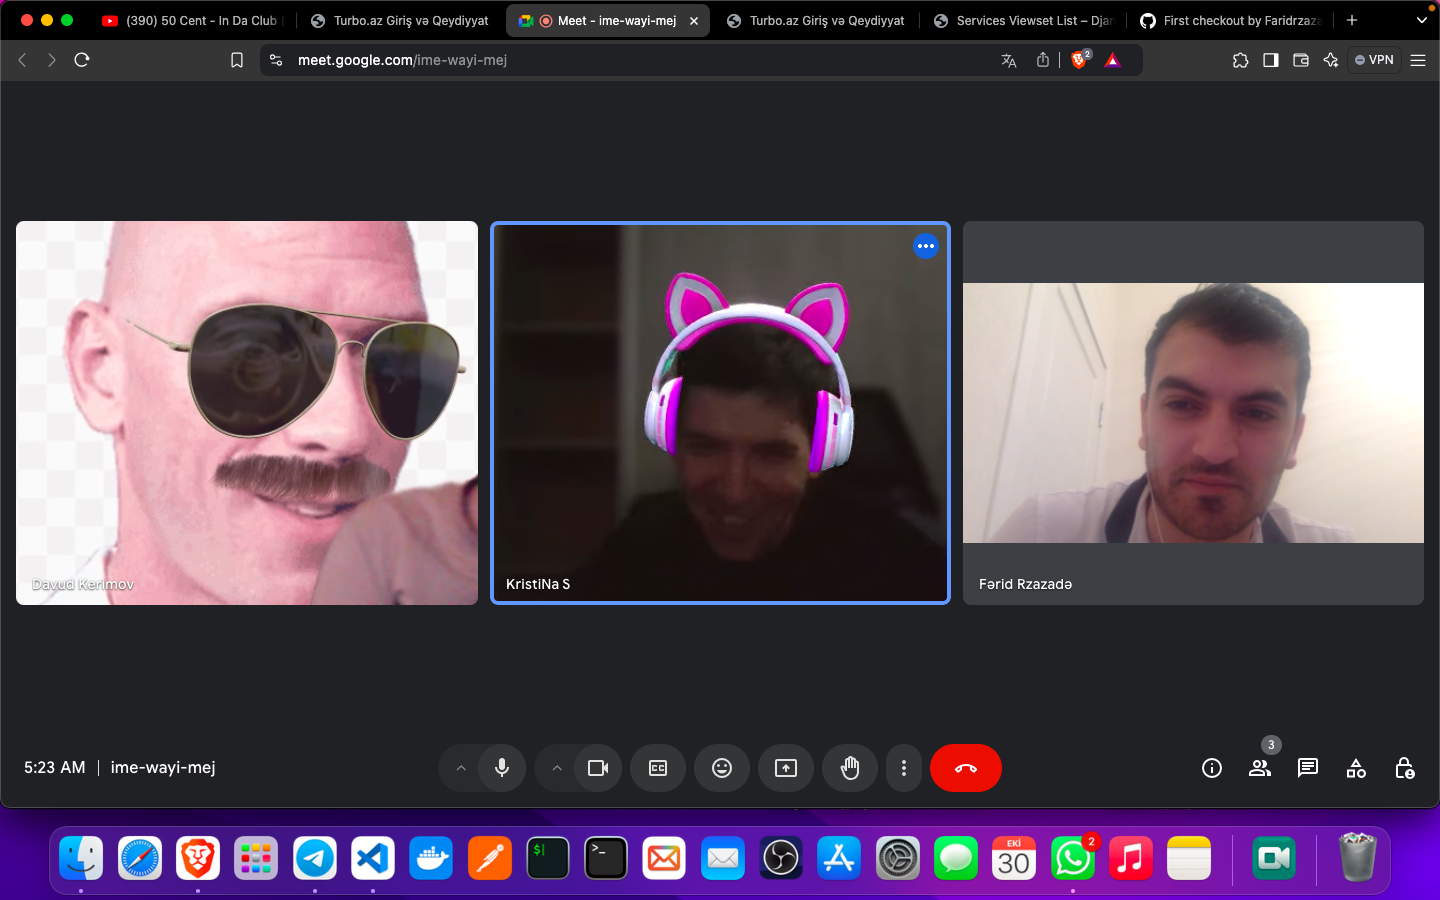 (390) 50 Cent - In Da Club
Turbo.az Giriş və Qeydiyyat
Meet - ime-wayi-mej
Turbo.az Giriş və Qeydiyyat
Services Viewset List – Djan
First checkout by Faridrzaza
meet.google.com/ime-wayi-mej
2
VPN
Davud Kerimov
KristiNa S
Fərid Rzazadə
5:23 AM
ime-wayi-mej
CC
3
$
>_
EKİ
30
2